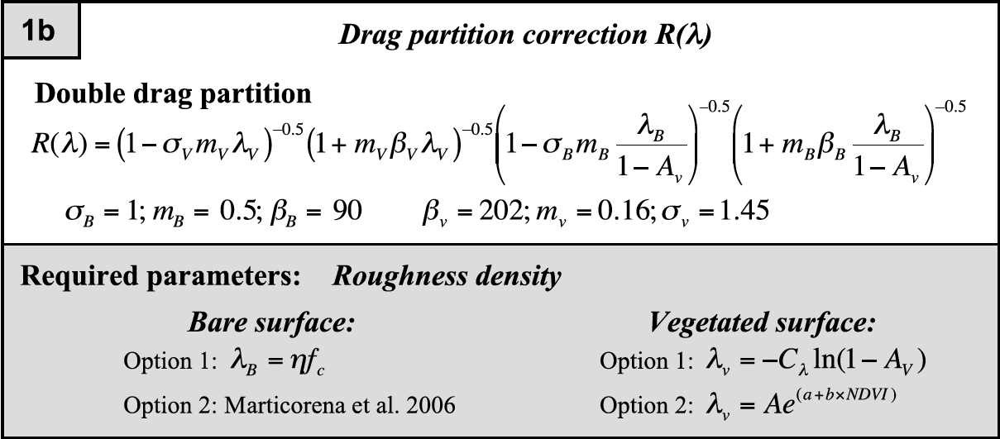 1b
Drag partition correction R(λ)
Double drag partition
R(λ) = (1 − σ_V m_V λ_V)^−0.5 (1 + m_V β_V λ_V)^−0.5 (1 − σ_B m_B λ_B / (1 − A_v))^−0.5 (1 + m_B β_B λ_B / (1 − A_v))^−0.5
σ_B = 1; m_B = 0.5; β_B = 90 β_v = 202; m_v = 0.16; σ_v = 1.45
Required parameters: Roughness density
Bare surface:
Option 1: λ_B = ηf_c
Option 2: Marticorena et al. 2006
Vegetated surface:
Option 1: λ_v = −C_λ ln(1 − A_V)
Option 2: λ_v = Ae^(a+b×NDVI)